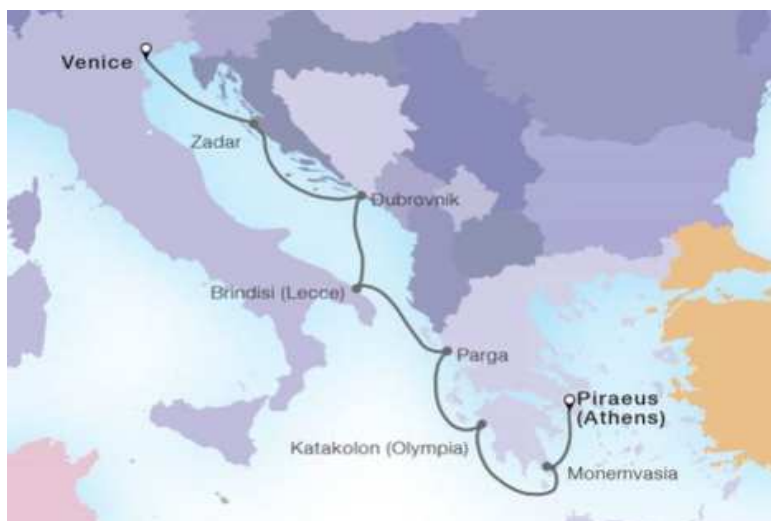 Venice
Zadar
Dubrovnik
Brindisi (Lecce)
Parga
Piraeus
(Athens)
Katakolon (Olympia)
Monemvasia